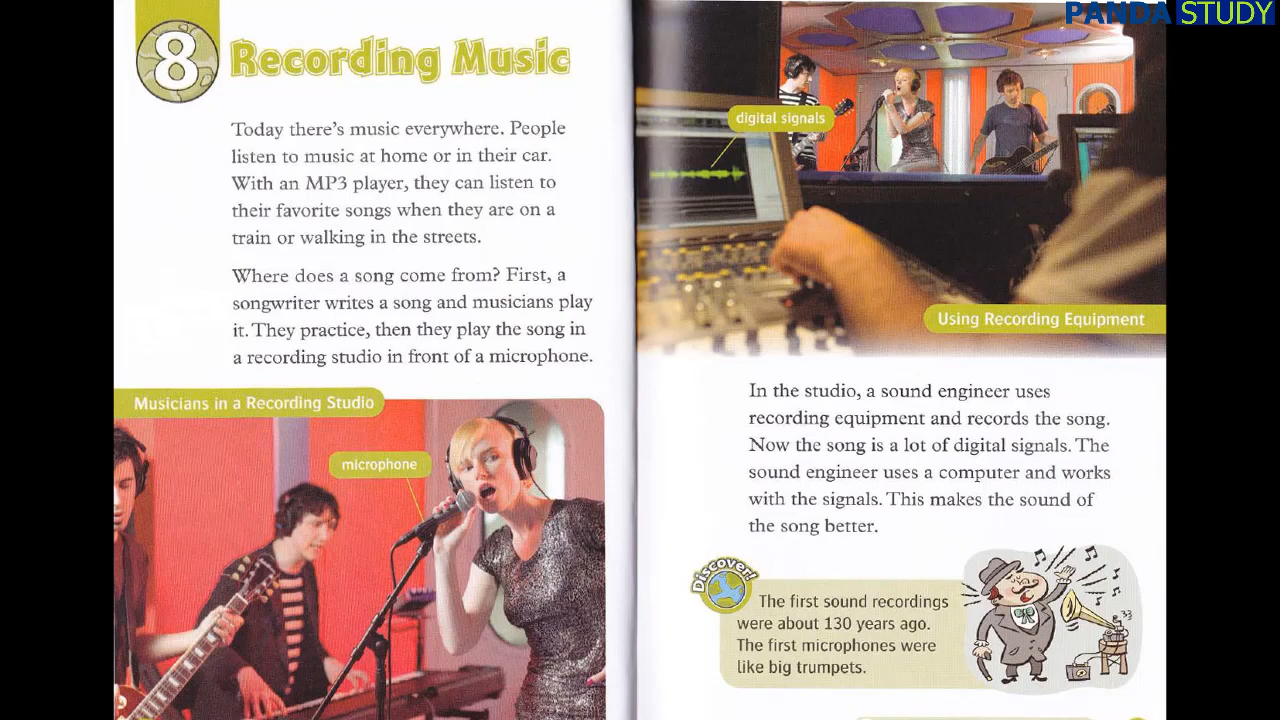 PANDA STUDY
8
Recording Music
Today there's music everywhere. People
listen to music at home or in their car.
With an MP3 player, they can listen to
their favorite songs when they are on a
train or walking in the streets.
Where does a song come from? First, a
songwriter writes a song and musicians play
it. They practice, then they play the song in
a recording studio in front of a microphone.
Musicians in a Recording Studio
microphone
digital signals
Using Recording Equipment
In the studio, a sound engineer uses
recording equipment and records the song.
Now the song is a lot of digital signals. The
sound engineer uses a computer and works
with the signals. This makes the sound of
the song better.
Discover!
The first sound recordings
were about 130 years ago.
The first microphones were
like big trumpets.